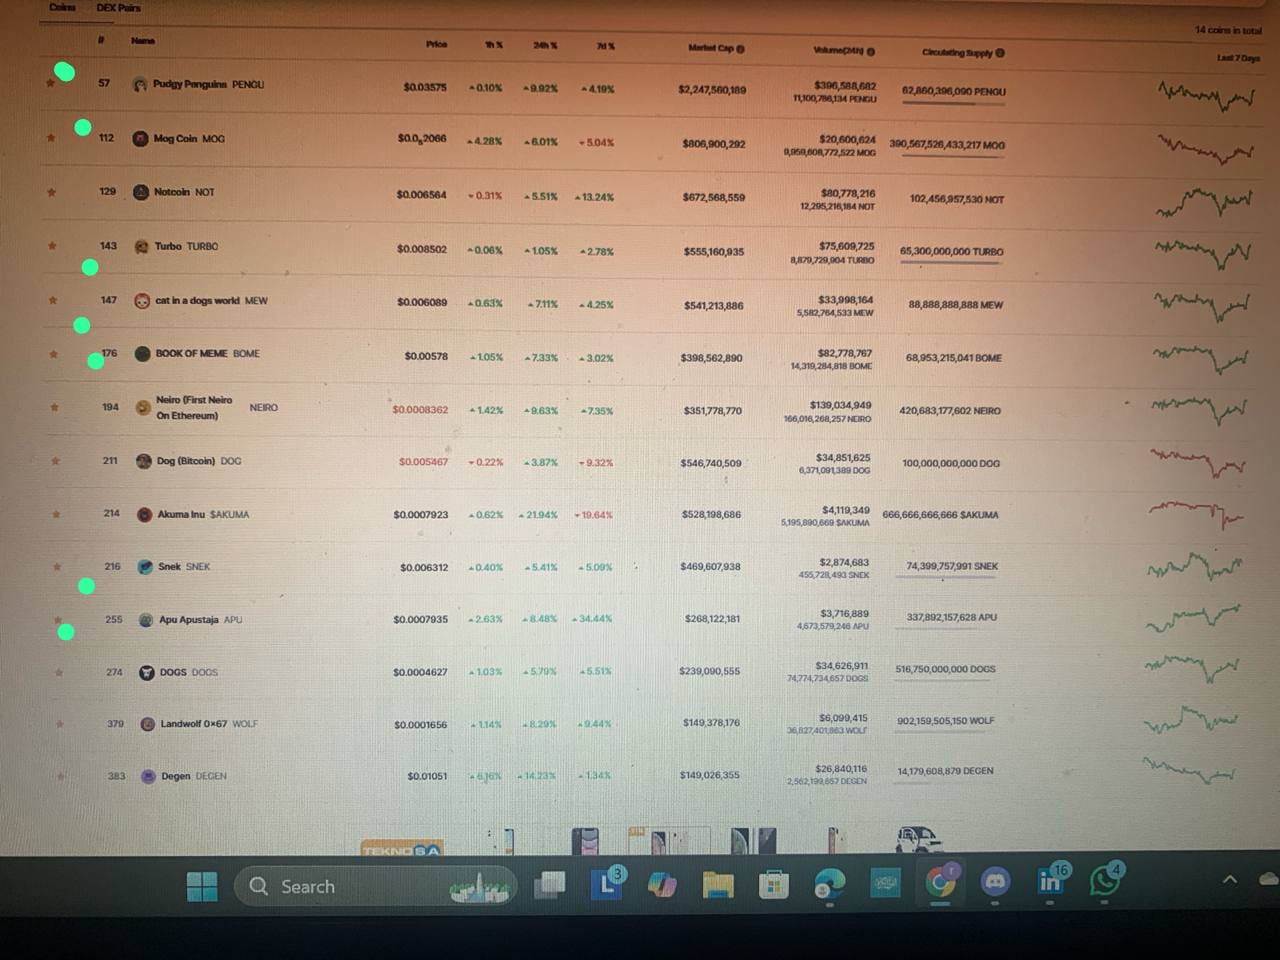 Coins DEX Pairs
14 coins in total
# Name Price 1h % 24h % 7d % Market Cap Volume(24h) Circulating Supply Last 7 Days
57 Pudgy Penguins PENGU $0.03575 0.10% 9.92% 4.19% $2,247,560,189 $396,588,682 62,860,396,090 PENGU
11,100,786,134 PENGU
112 Mog Coin MOG $0.0₅2066 4.28% 6.01% 5.04% $806,900,292 $20,600,624 390,567,526,433,217 MOG
9,959,608,772,522 MOG
129 Notcoin NOT $0.006564 0.31% 5.51% 13.24% $672,568,559 $80,778,216 102,456,957,530 NOT
12,295,216,184 NOT
143 Turbo TURBO $0.008502 0.06% 1.05% 2.78% $555,160,935 $75,609,725 65,300,000,000 TURBO
8,879,729,904 TURBO
147 cat in a dogs world MEW $0.006089 0.63% 7.11% 4.25% $541,213,886 $33,998,164 88,888,888,888 MEW
5,582,764,533 MEW
176 BOOK OF MEME BOME $0.00578 1.05% 7.33% 3.02% $398,562,890 $82,778,767 68,953,215,041 BOME
14,319,284,818 BOME
194 Neiro (First Neiro On Ethereum) NEIRO $0.0008362 1.42% 9.63% 7.35% $351,778,770 $139,034,949 420,683,177,602 NEIRO
166,016,268,257 NEIRO
211 Dog (Bitcoin) DOG $0.005467 0.22% 3.87% 9.32% $546,740,509 $34,851,625 100,000,000,000 DOG
6,371,091,389 DOG
214 Akuma Inu $AKUMA $0.0007923 0.62% 21.94% 19.64% $528,198,686 $4,119,349 666,666,666,666 $AKUMA
5,195,890,669 $AKUMA
216 Snek SNEK $0.006312 0.40% 5.41% 5.09% $469,607,938 $2,874,683 74,399,757,991 SNEK
455,728,493 SNEK
255 Apu Apustaja APU $0.0007935 2.63% 8.48% 34.44% $268,122,181 $3,716,889 337,892,157,628 APU
4,673,579,246 APU
274 DOGS DOGS $0.0004627 1.03% 5.79% 5.51% $239,090,555 $34,626,911 516,750,000,000 DOGS
74,774,734,657 DOGS
379 Landwolf 0x67 WOLF $0.0001656 1.14% 8.29% 9.44% $149,378,176 $6,099,415 902,159,505,150 WOLF
36,827,401,863 WOLF
383 Degen DEGEN $0.01051 6.16% 14.23% 1.34% $149,026,355 $26,840,116 14,179,608,879 DEGEN
2,562,199,657 DEGEN
TEKNOSA
Search L 3 in 16 4